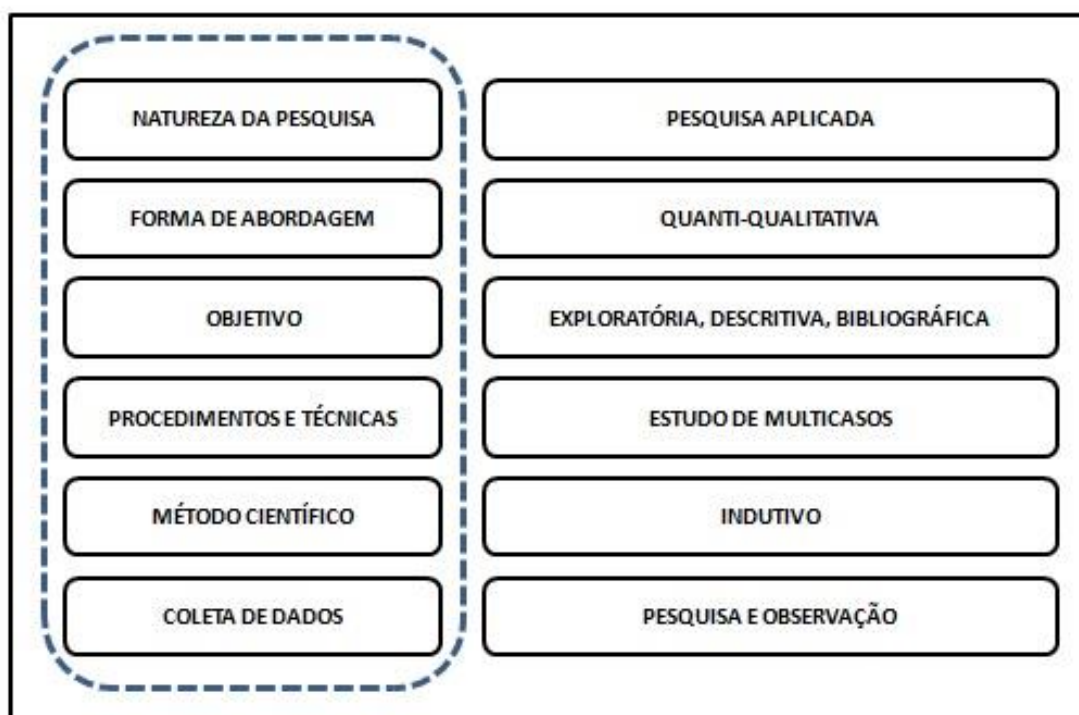 NATUREZA DA PESQUISA
PESQUISA APLICADA
FORMA DE ABORDAGEM
QUANTI-QUALITATIVA
OBJETIVO
EXPLORATÓRIA, DESCRITIVA, BIBLIOGRÁFICA
PROCEDIMENTOS E TÉCNICAS
ESTUDO DE MULTICASOS
MÉTODO CIENTÍFICO
INDUTIVO
COLETA DE DADOS
PESQUISA E OBSERVAÇÃO